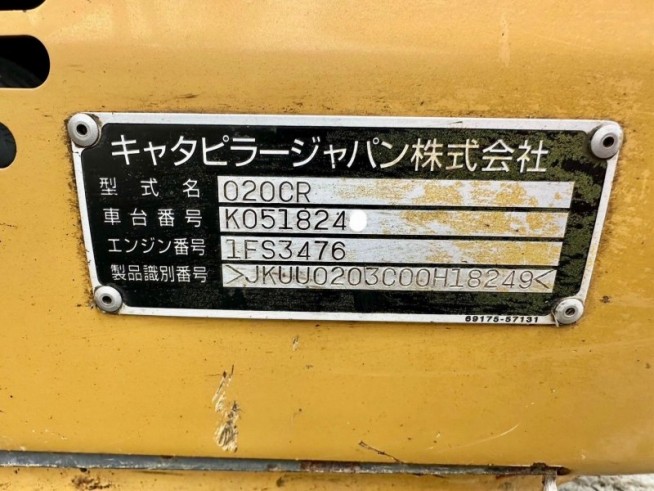 キャタピラージャパン株式会社
型式名 020CR
車台番号 K051824
エンジン番号 1FS3476
製品識別番号 >JKUU0203C00H18249<
69175-57131